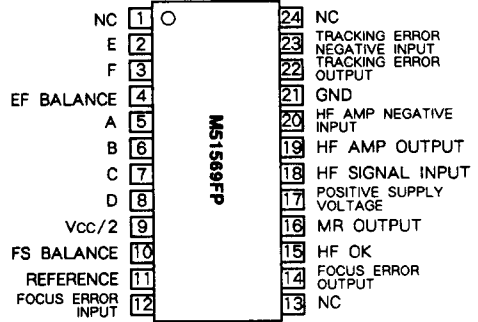 NC 1
E 2
F 3
EF BALANCE 4
A 5
B 6
C 7
D 8
Vcc/2 9
FS BALANCE 10
REFERENCE 11
FOCUS ERROR
INPUT 12
M51569FP
24 NC
23 TRACKING ERROR
NEGATIVE INPUT
22 TRACKING ERROR
OUTPUT
21 GND
20 HF AMP NEGATIVE
INPUT
19 HF AMP OUTPUT
18 HF SIGNAL INPUT
17 POSITIVE SUPPLY
VOLTAGE
16 MR OUTPUT
15 HF OK
14 FOCUS ERROR
OUTPUT
13 NC